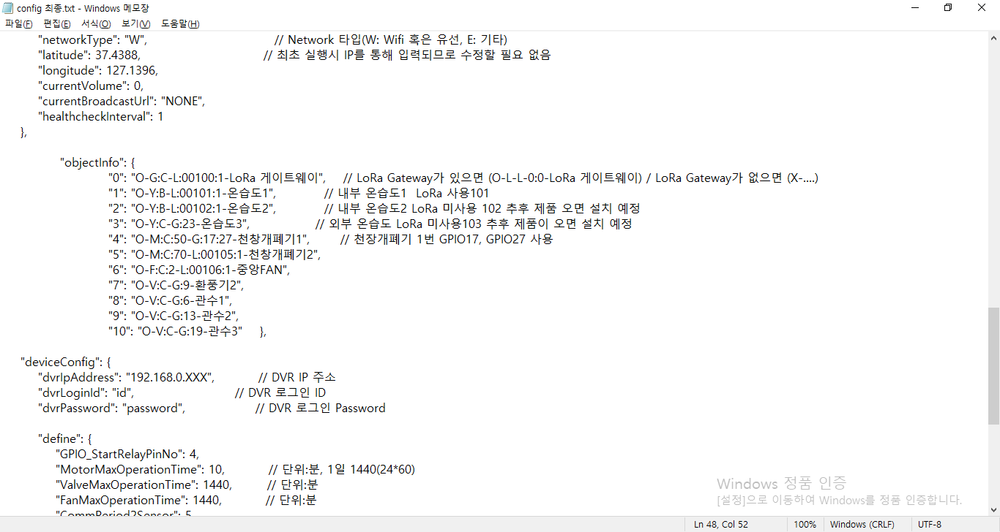 config 최종.txt - Windows 메모장
파일(F) 편집(E) 서식(O) 보기(V) 도움말(H)
"networkType": "W", // Network 타입(W: Wifi 혹은 유선, E: 기타)
"latitude": 37.4388, // 최초 실행시 IP를 통해 입력되므로 수정할 필요 없음
"longitude": 127.1396,
"currentVolume": 0,
"currentBroadcastUrl": "NONE",
"healthcheckInterval": 1
},
"objectInfo": {
"0": "O-G:C-L:00100:1-LoRa 게이트웨이", // LoRa Gateway가 있으면 (O-L-L-0:0-LoRa 게이트웨이) / LoRa Gateway가 없으면 (X-....)
"1": "O-Y:B-L:00101:1-온습도1", // 내부 온습도1 LoRa 사용101
"2": "O-Y:B-L:00102:1-온습도2", // 내부 온습도2 LoRa 미사용 102 추후 제품 오면 설치 예정
"3": "O-Y:C-G:23-온습도3", // 외부 온습도 LoRa 미사용103 추후 제품이 오면 설치 예정
"4": "O-M:C:50-G:17:27-천창개폐기1", // 천장개폐기 1번 GPIO17, GPIO27 사용
"5": "O-M:C:70-L:00105:1-천창개폐기2",
"6": "O-F:C:2-L:00106:1-중앙FAN",
"7": "O-V:C-G:9-환풍기2",
"8": "O-V:C-G:6-관수1",
"9": "O-V:C-G:13-관수2",
"10": "O-V:C-G:19-관수3" },
"deviceConfig": {
"dvrIpAddress": "192.168.0.XXX", // DVR IP 주소
"dvrLoginId": "id", // DVR 로그인 ID
"dvrPassword": "password", // DVR 로그인 Password
"define": {
"GPIO_StartRelayPinNo": 4,
"MotorMaxOperationTime": 10, // 단위:분, 1일 1440(24*60)
"ValveMaxOperationTime": 1440, // 단위:분
"FanMaxOperationTime": 1440, // 단위:분
"CommPeriod2Sensor": 5,
Windows 정품 인증
[설정]으로 이동하여 Windows를 정품 인증합니다.
Ln 48, Col 52 100% Windows (CRLF) UTF-8